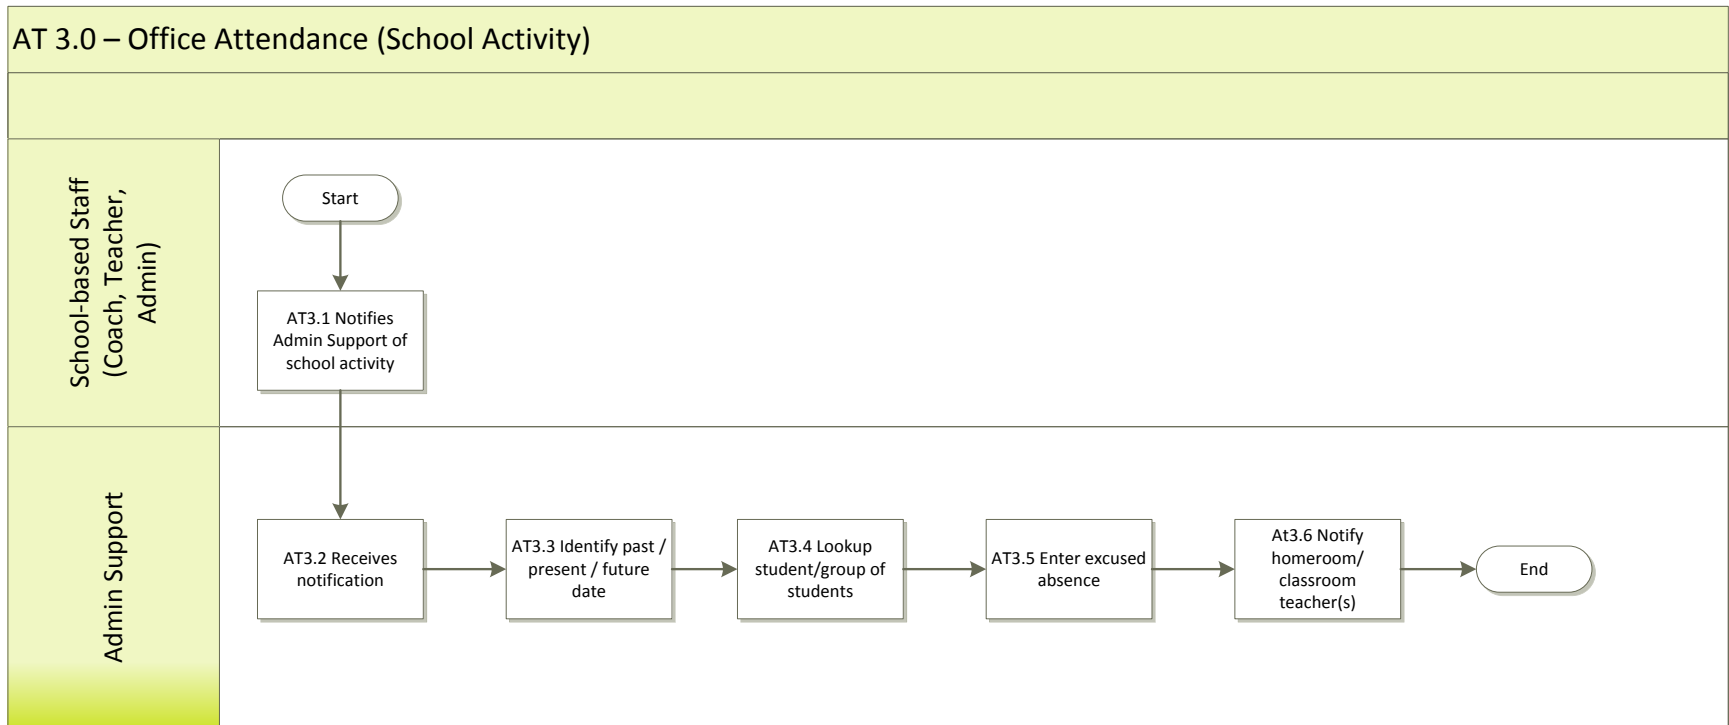 AT 3.0 – Office Attendance (School Activity)
School-based Staff
(Coach, Teacher,
Admin)
Start
AT3.1 Notifies
Admin Support of
school activity
Admin Support
AT3.2 Receives
notification
AT3.3 Identify past /
present / future
date
AT3.4 Lookup
student/group of
students
AT3.5 Enter excused
absence
At3.6 Notify
homeroom/
classroom
teacher(s)
End